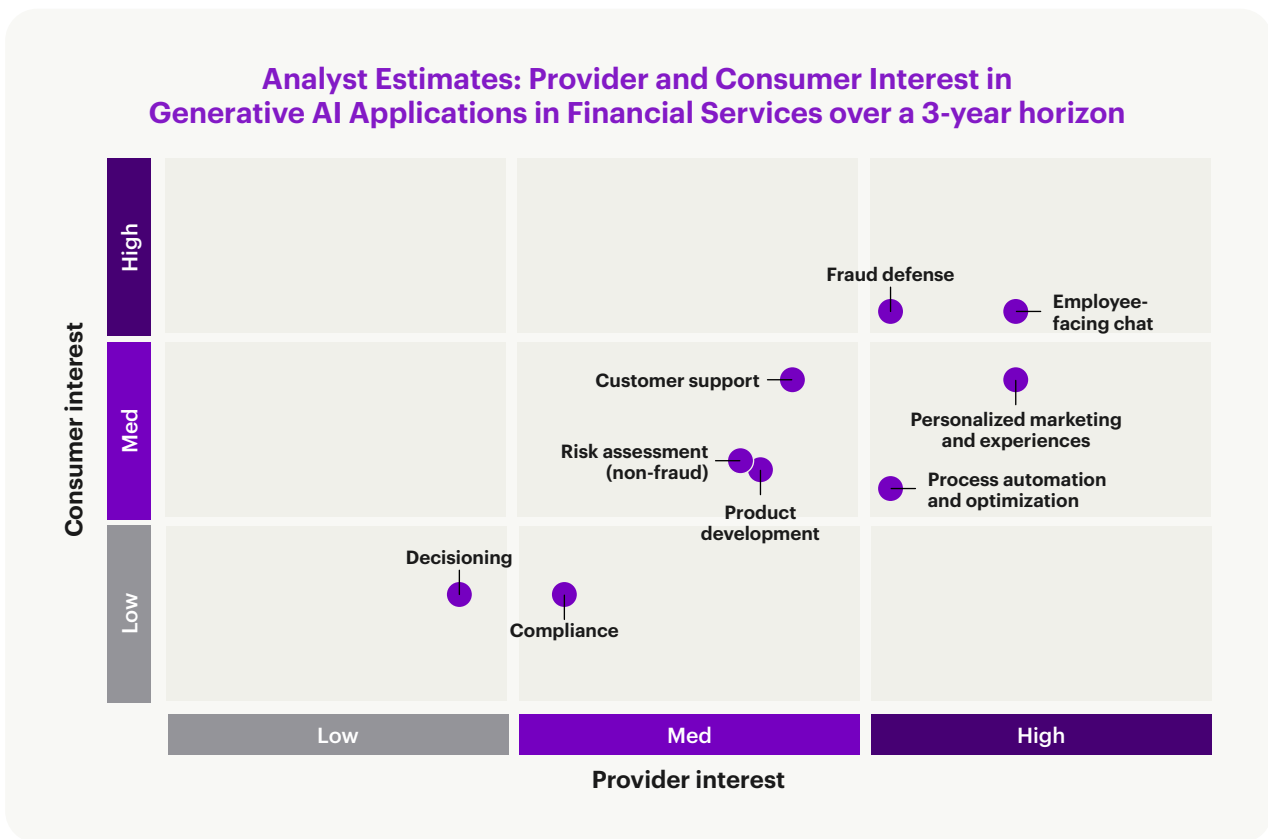 Analyst Estimates: Provider and Consumer Interest in
Generative AI Applications in Financial Services over a 3-year horizon
Consumer interest
High
Med
Low
Fraud defense
Employee-
facing chat
Customer support
Personalized marketing
and experiences
Risk assessment
(non-fraud)
Process automation
and optimization
Product
development
Decisioning
Compliance
Low
Med
High
Provider interest